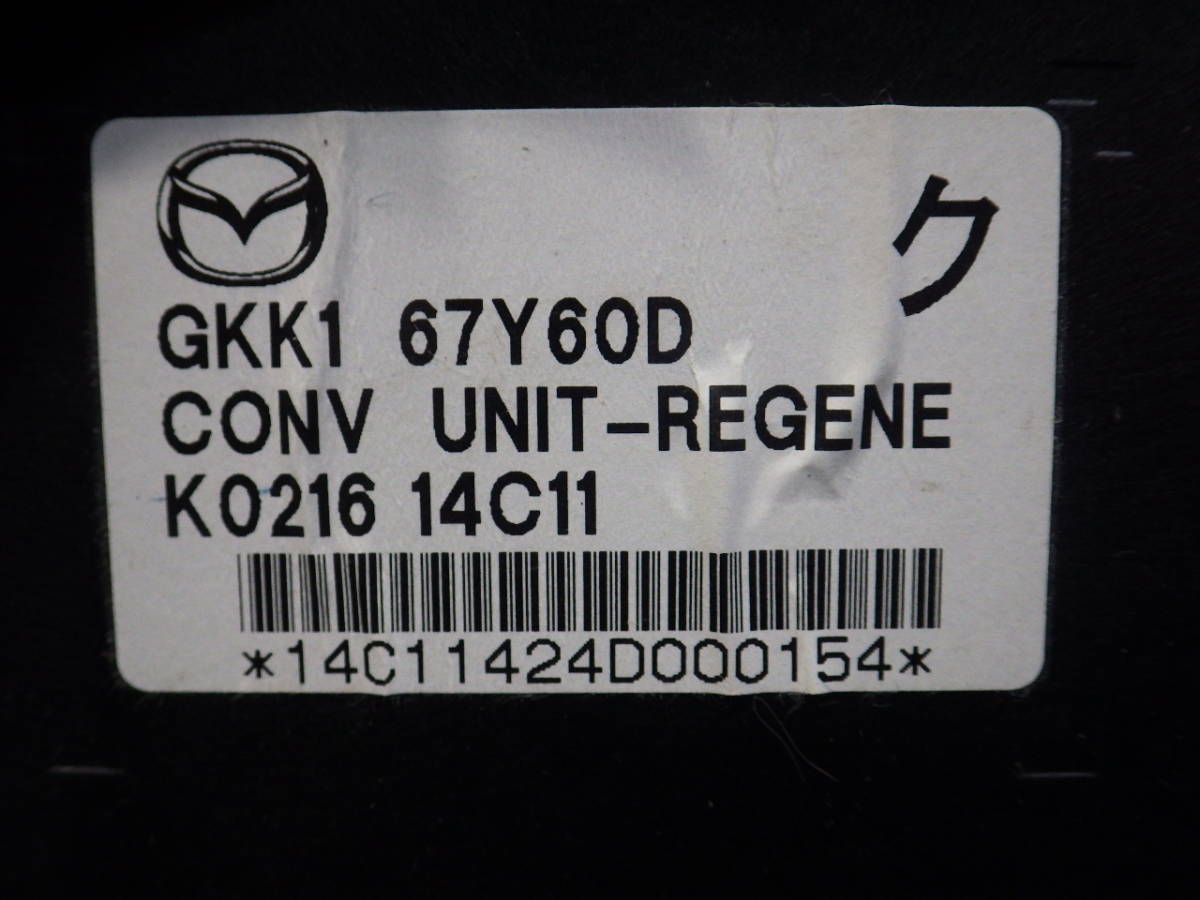 ク
GKK1 67Y60D
CONV UNIT-REGENE
K0216 14C11
*14C11424D000154*